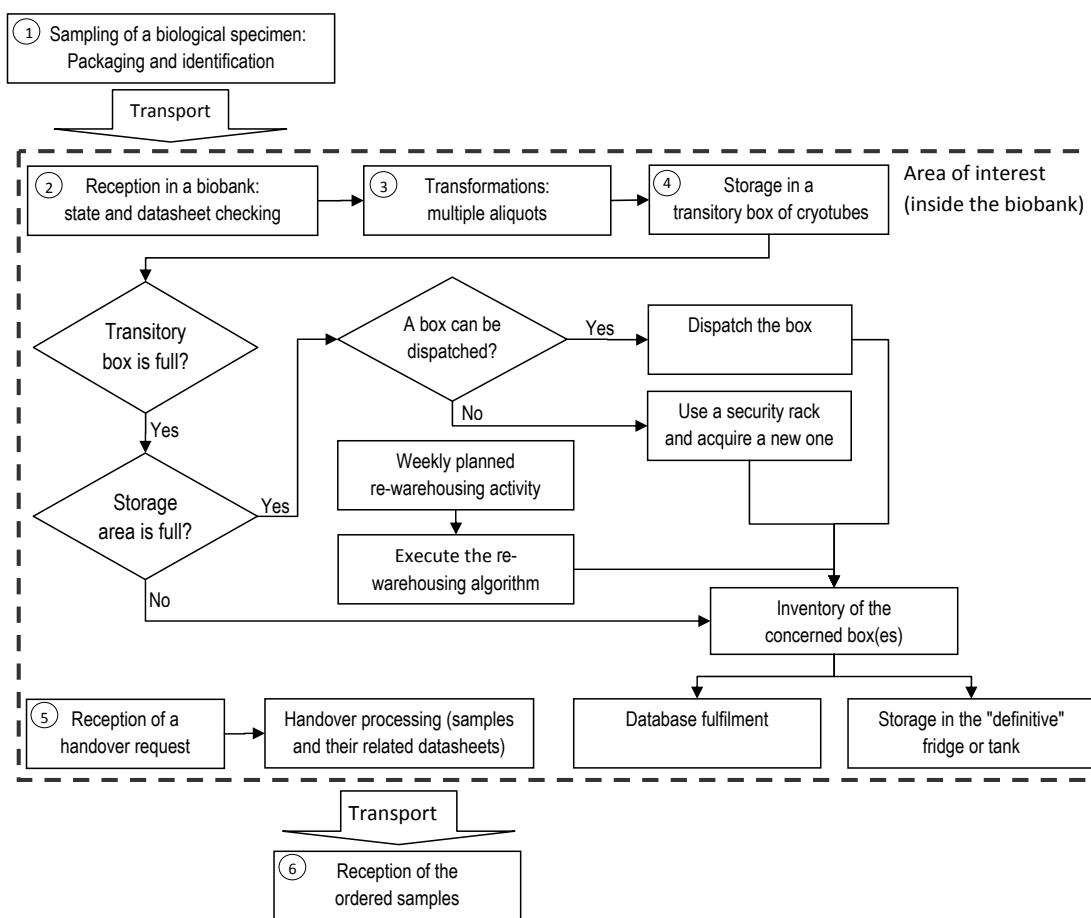 1 Sampling of a biological specimen:
Packaging and identification
Transport
Area of interest
(inside the biobank)
2 Reception in a biobank:
state and datasheet checking
3 Transformations:
multiple aliquots
4 Storage in a
transitory box of cryotubes
Transitory
box is full?
Yes
A box can be
dispatched?
Yes
Dispatch the box
No
Use a security rack
and acquire a new one
Storage
area is full?
Yes
Weekly planned
re-warehousing activity
Execute the re-
warehousing algorithm
No
Inventory of the
concerned box(es)
5 Reception of a
handover request
Handover processing (samples
and their related datasheets)
Database fulfilment
Storage in the "definitive"
fridge or tank
Transport
6 Reception of the
ordered samples